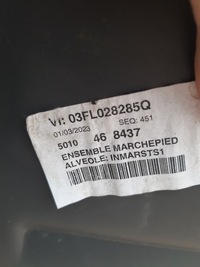 VI: 03FL028285Q
01/03/2023 SEQ: 451
5010 46 8437
ENSEMBLE MARCHEPIED
ALVEOLE: INMARSTS1